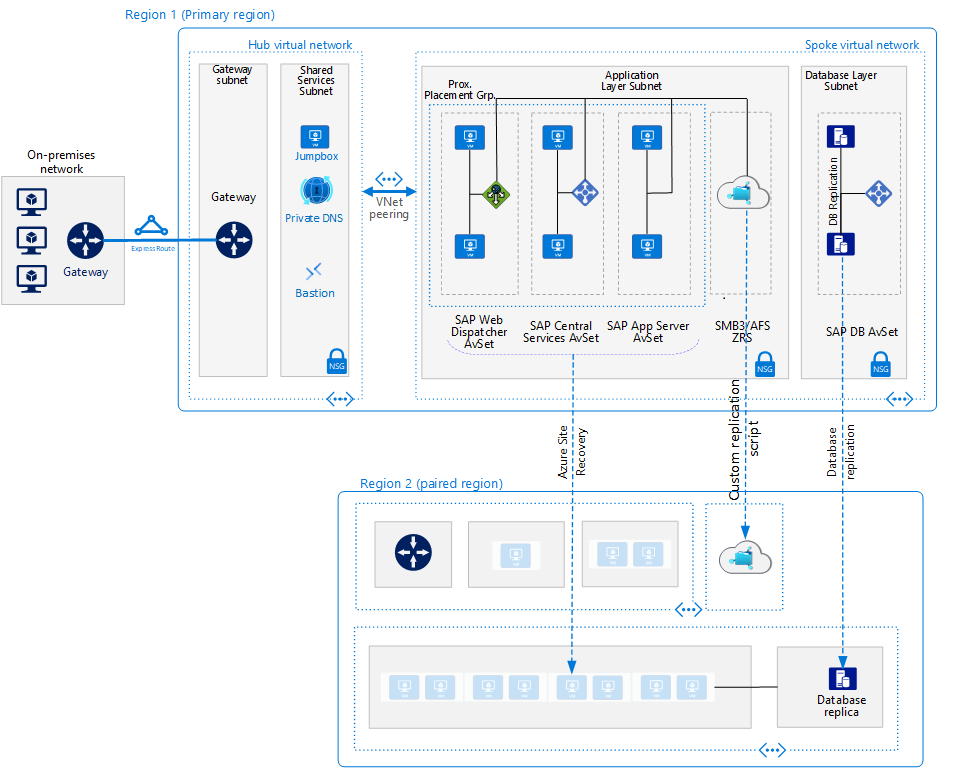 Region 1 (Primary region)
Hub virtual network
Spoke virtual network
Gateway
subnet
Shared
Services
Subnet
Application
Layer Subnet
Database Layer
Subnet
Prox.
Placement Grp.
VM
VM
VM
Jumpbox
VM
On-premises
network
DB Replication
Gateway
VNet
peering
Private DNS
ExpressRoute
Gateway
VM
VM
VM
Bastion
SAP Web
Dispatcher
AvSet
SAP Central
Services AvSet
SAP App Server
AvSet
SMB3/AFS
ZRS
SAP DB AvSet
NSG
NSG
NSG
Azure Site
Recovery
Custom replication
script
Database
replication
Region 2 (paired region)
VM
VM
VM
VM
VM
VM
VM
VM
VM
VM
VM
Database
replica